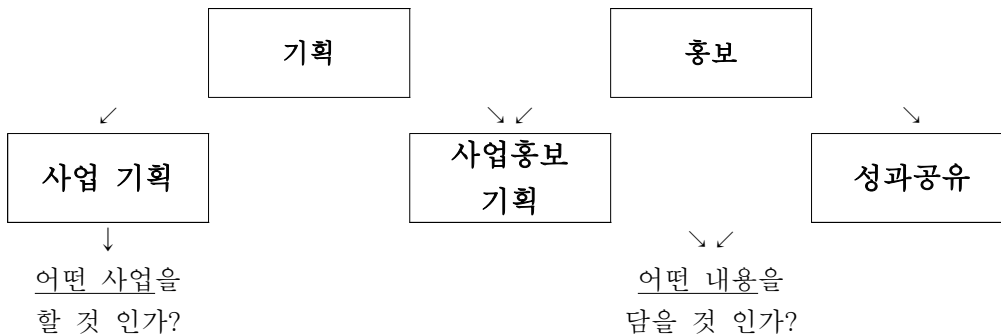 기획
홍보
↙
↘ ↙
↘
사업 기획
사업홍보
기획
성과공유
↓
↘ ↙
어떤 사업을
할 것 인가?
어떤 내용을
담을 것 인가?